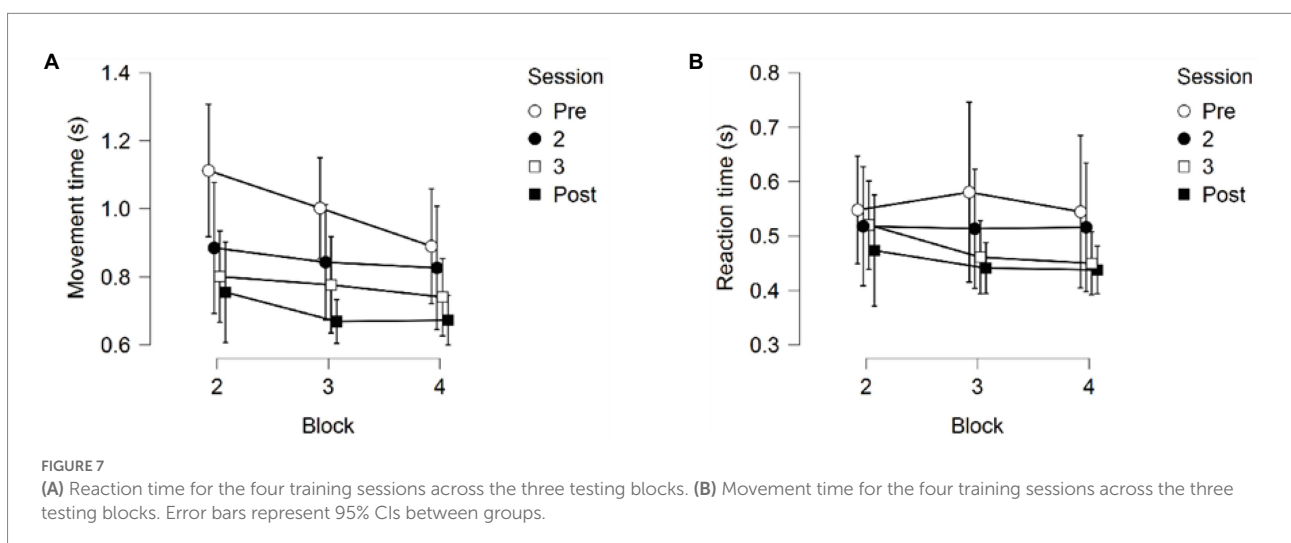 A
Movement time (s)
1.4
1.2
1.0
0.8
0.6
2
3
4
Block
Session
Pre
2
3
Post
B
Reaction time (s)
0.8
0.7
0.6
0.5
0.4
0.3
2
3
4
Block
Session
Pre
2
3
Post
FIGURE 7
(A) Reaction time for the four training sessions across the three testing blocks. (B) Movement time for the four training sessions across the three
testing blocks. Error bars represent 95% CIs between groups.